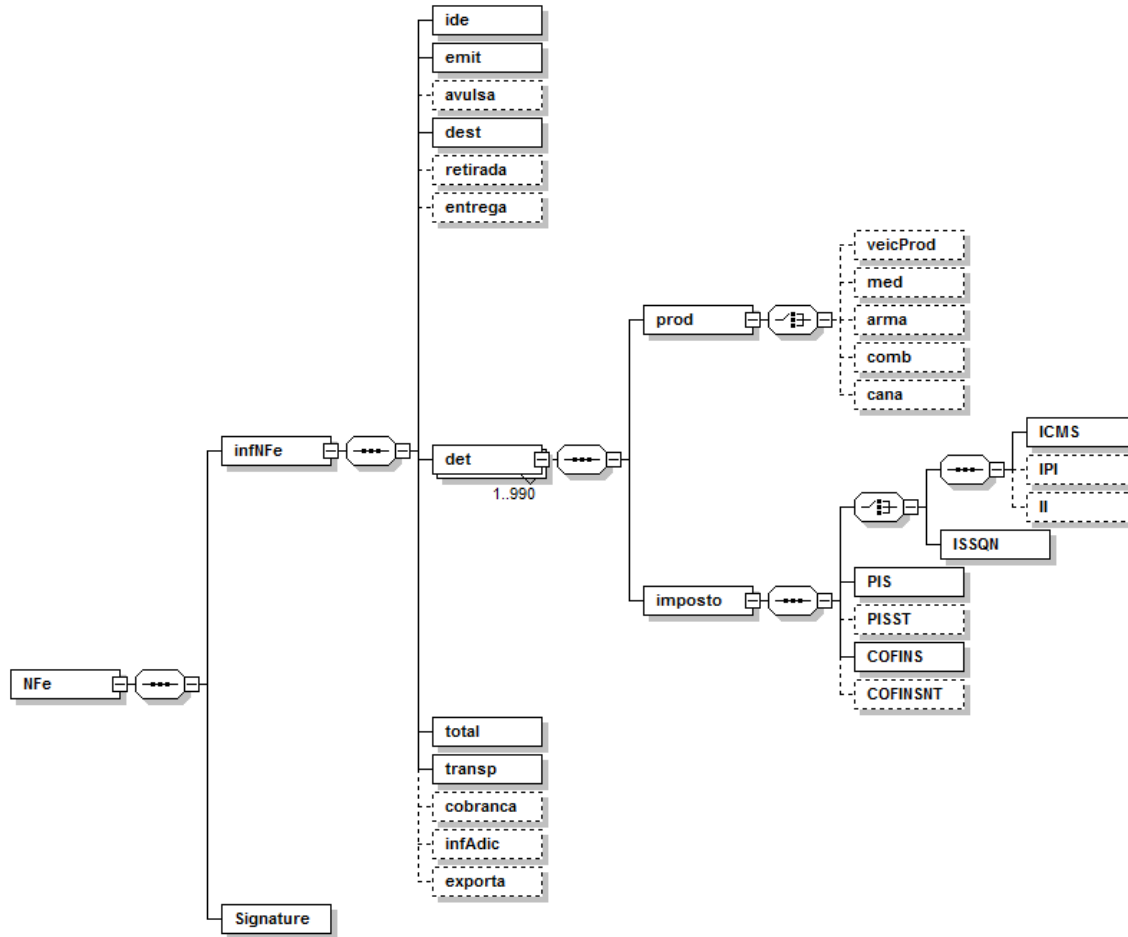 ide
emit
avulsa
dest
retirada
entrega
veicProd
med
arma
comb
cana
prod
infNFe
det
1..990
ICMS
IPI
II
ISSQN
imposto
PIS
PISST
COFINS
COFINSNT
NFe
total
transp
cobranca
infAdic
exporta
Signature